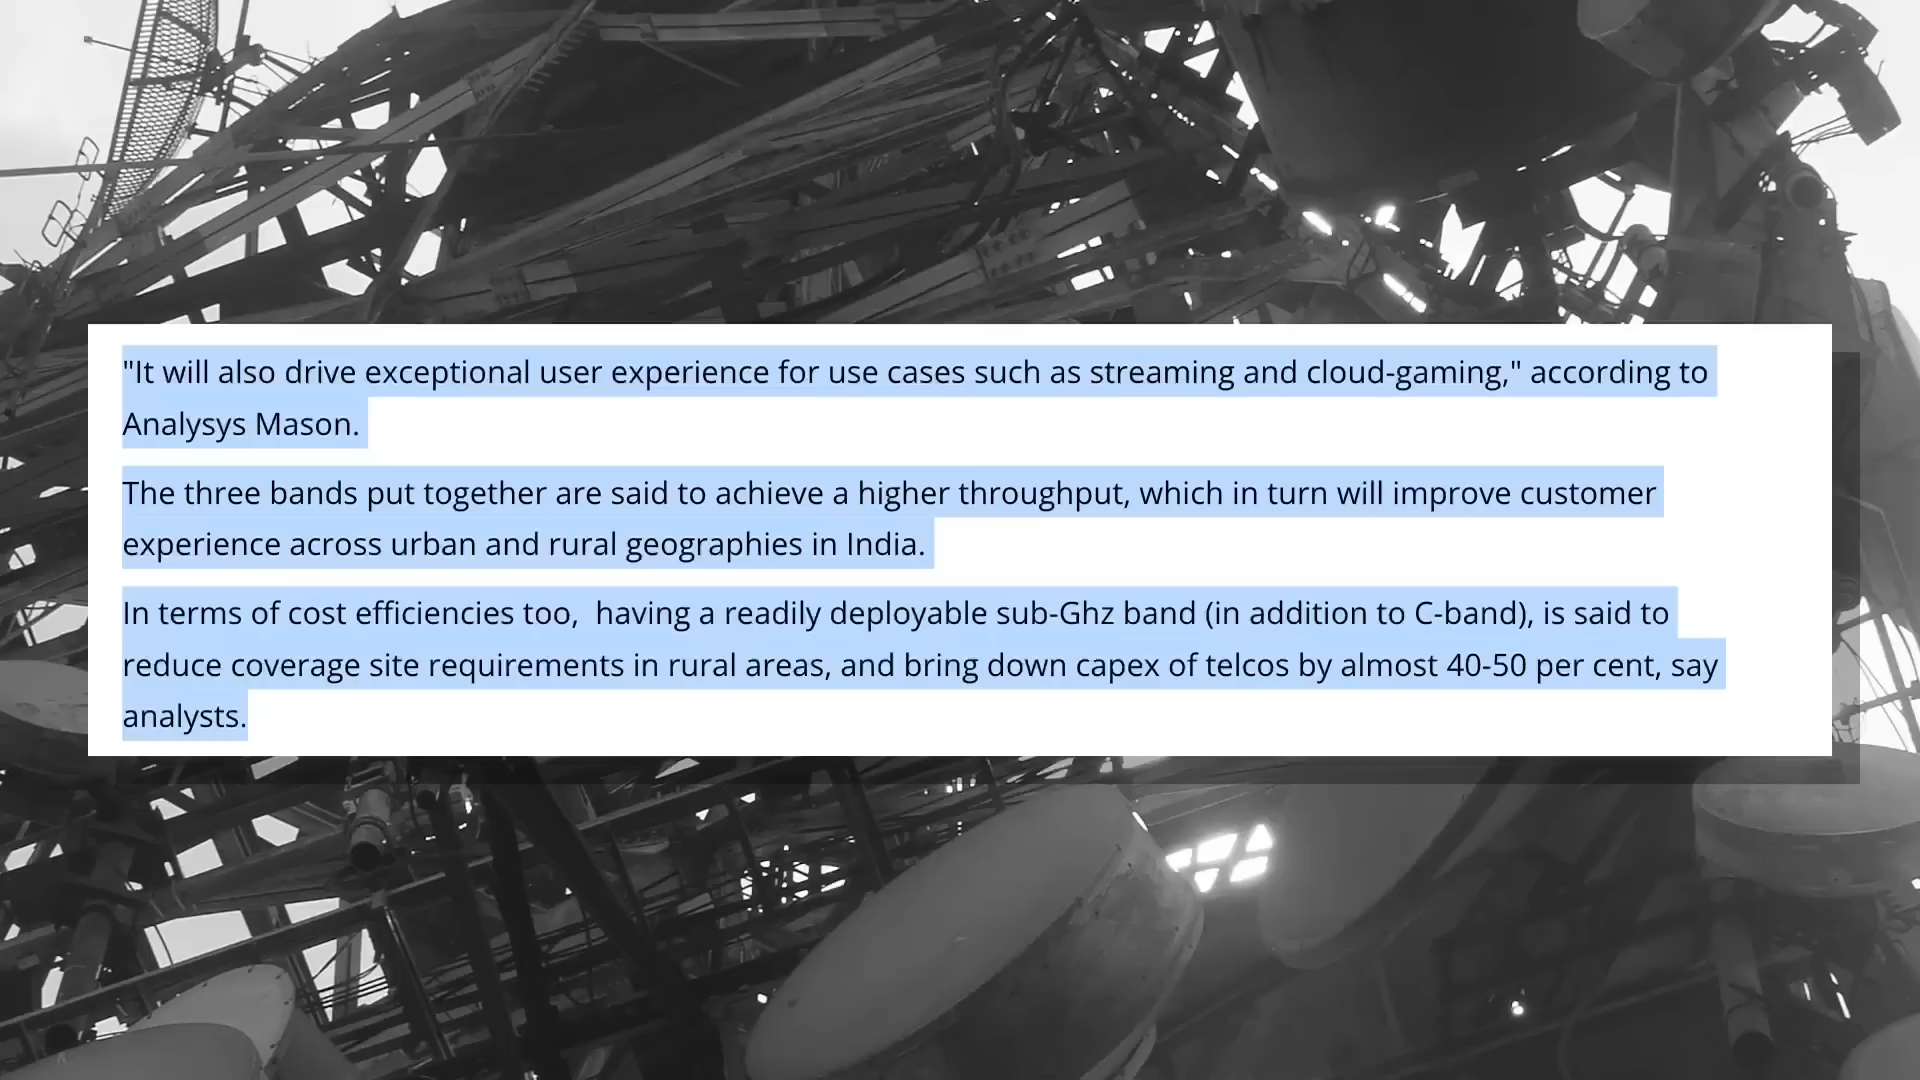 "It will also drive exceptional user experience for use cases such as streaming and cloud-gaming," according to
Analysys Mason.
The three bands put together are said to achieve a higher throughput, which in turn will improve customer
experience across urban and rural geographies in India.
In terms of cost efficiencies too,  having a readily deployable sub-Ghz band (in addition to C-band), is said to
reduce coverage site requirements in rural areas, and bring down capex of telcos by almost 40-50 per cent, say
analysts.